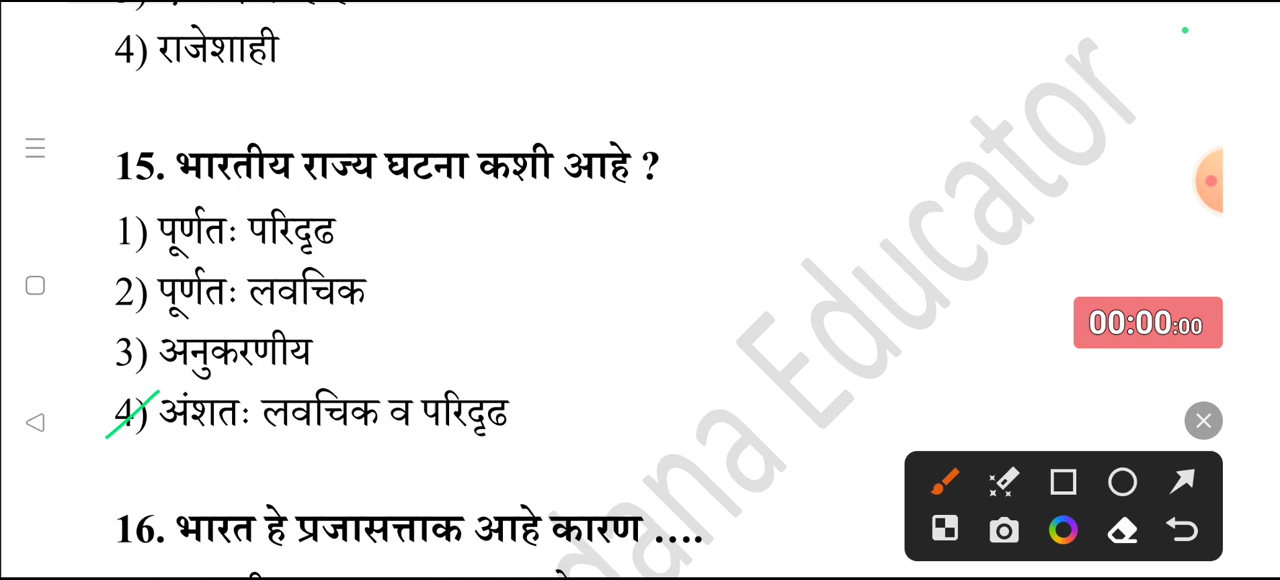 4) राजेशाही
15. भारतीय राज्य घटना कशी आहे ?
1) पूर्णतः परिदृढ
2) पूर्णतः लवचिक
3) अनुकरणीय
4) अंशतः लवचिक व परिदृढ
16. भारत हे प्रजासत्ताक आहे कारण ....
00:00:00
Educator